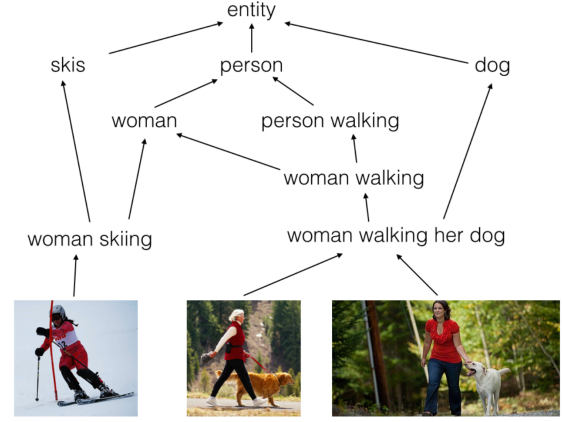 entity
skis
person
dog
woman
person walking
woman walking
woman skiing
woman walking her dog